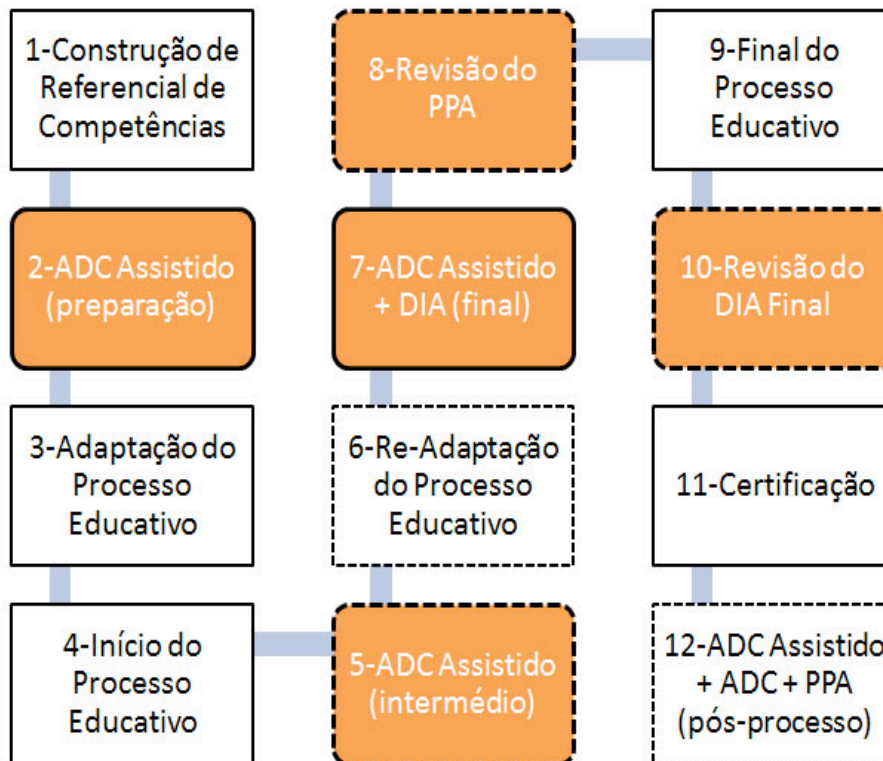 1-Construção de
Referencial de
Competências
2-ADC Assistido
(preparação)
3-Adaptação do
Processo
Educativo
4-Início do
Processo
Educativo
5-ADC Assistido
(intermédio)
6-Re-Adaptação
do Processo
Educativo
7-ADC Assistido
+ DIA (final)
8-Revisão do
PPA
9-Final do
Processo
Educativo
10-Revisão do
DIA Final
11-Certificação
12-ADC Assistido
+ ADC + PPA
(pós-processo)